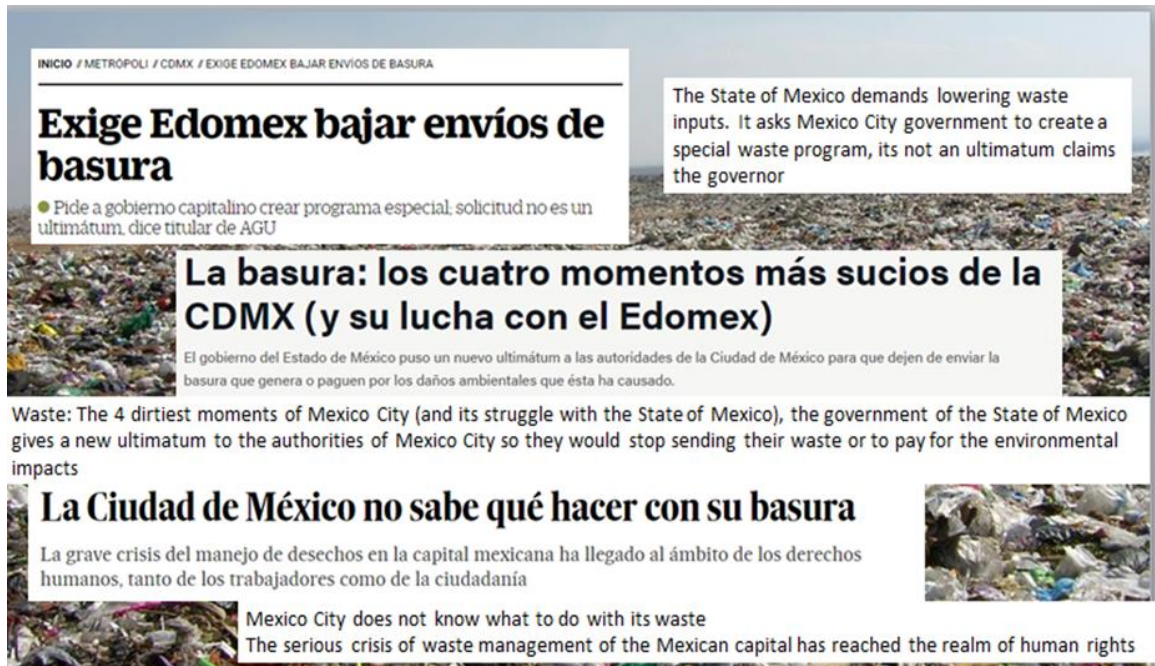 INICIO / METRÓPOLI / CDMX / EXIGE EDOMEX BAJAR ENVÍOS DE BASURA
Exige Edomex bajar envíos de
basura
Pide a gobierno capitalino crear programa especial; solicitud no es un
ultimátum, dice titular de AGU
The State of Mexico demands lowering waste
inputs. It asks Mexico City government to create a
special waste program, its not an ultimatum claims
the governor
La basura: los cuatro momentos más sucios de la
CDMX (y su lucha con el Edomex)
El gobierno del Estado de México puso un nuevo ultimátum a las autoridades de la Ciudad de México para que dejen de enviar la
basura que genera o paguen por los daños ambientales que ésta ha causado.
Waste: The 4 dirtiest moments of Mexico City (and its struggle with the State of Mexico), the government of the State of Mexico
gives a new ultimatum to the authorities of Mexico City so they would stop sending their waste or to pay for the environmental
impacts
La Ciudad de México no sabe qué hacer con su basura
La grave crisis del manejo de desechos en la capital mexicana ha llegado al ámbito de los derechos
humanos, tanto de los trabajadores como de la ciudadanía
Mexico City does not know what to do with its waste
The serious crisis of waste management of the Mexican capital has reached the realm of human rights